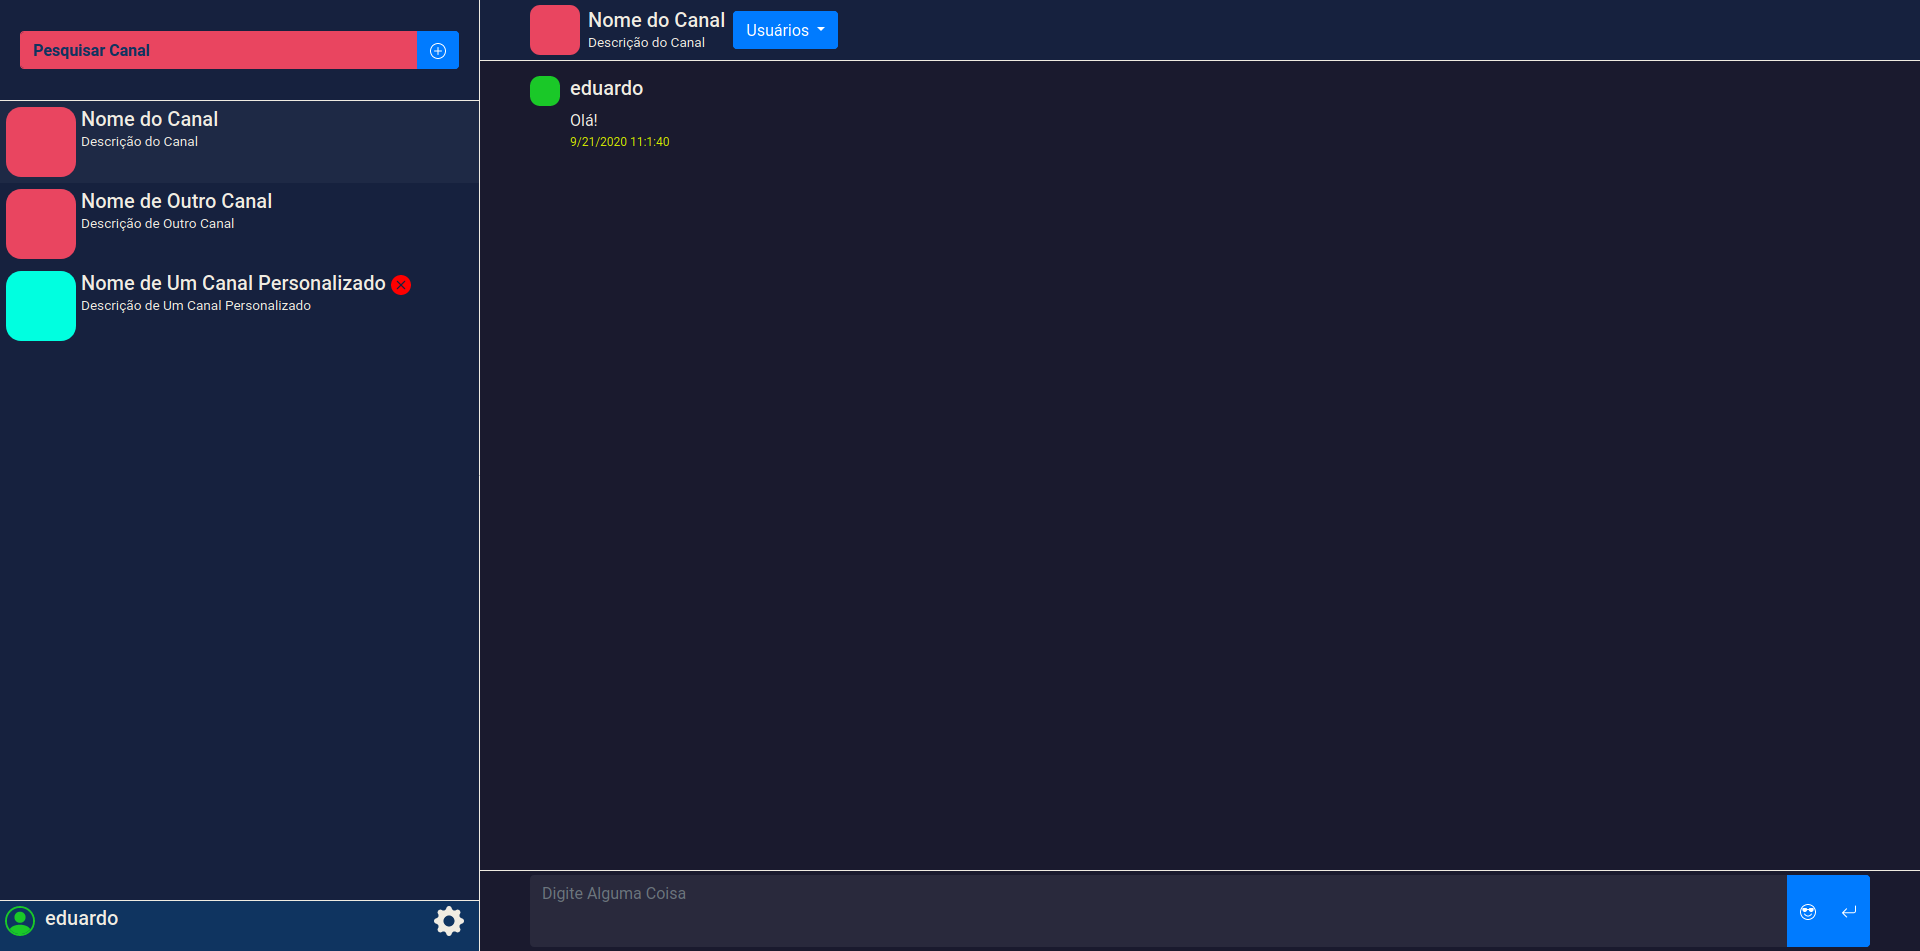 Pesquisar Canal
Nome do Canal
Descrição do Canal
Nome de Outro Canal
Descrição de Outro Canal
Nome de Um Canal Personalizado
Descrição de Um Canal Personalizado
eduardo
Nome do Canal
Descrição do Canal
Usuários
eduardo
Olá!
9/21/2020 11:1:40
Digite Alguma Coisa